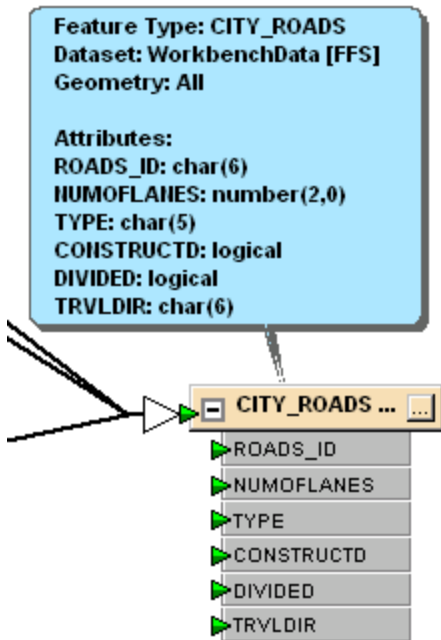 Feature Type: CITY_ROADS
Dataset: WorkbenchData [FFS]
Geometry: All
Attributes:
ROADS_ID: char(6)
NUMOFLANES: number(2,0)
TYPE: char(5)
CONSTRUCTD: logical
DIVIDED: logical
TRVLDIR: char(6)
CITY_ROADS ... ...
ROADS_ID
NUMOFLANES
TYPE
CONSTRUCTD
DIVIDED
TRVLDIR